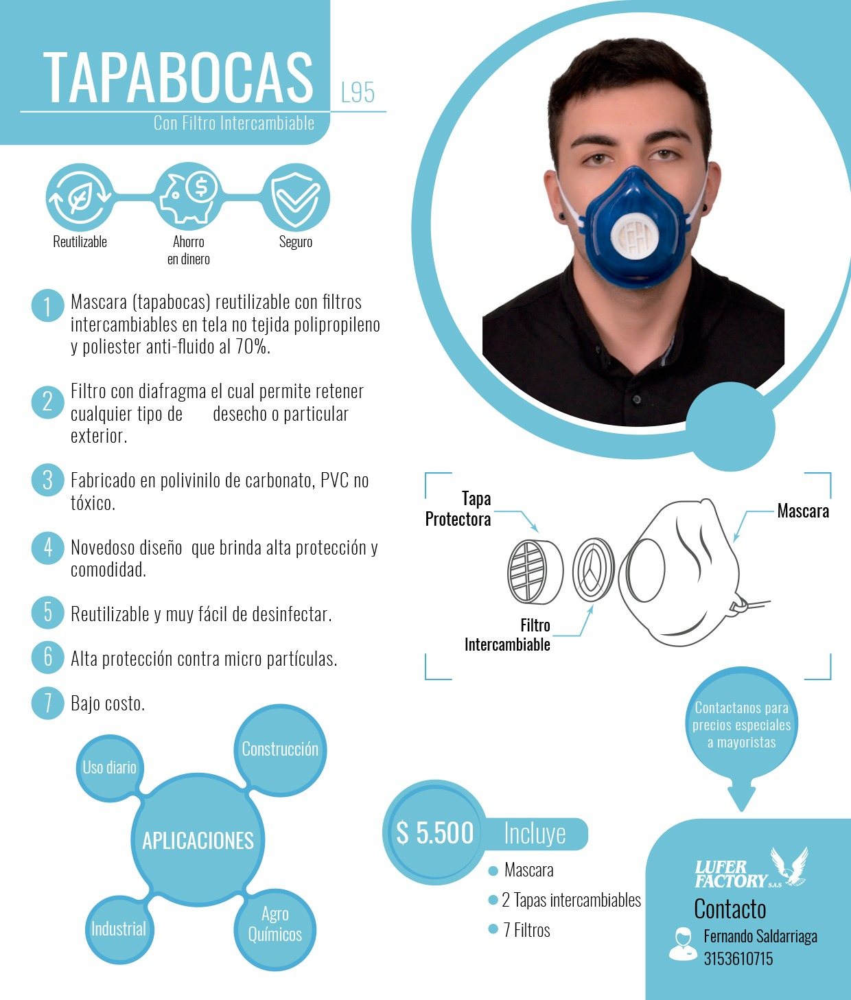 TAPABOCAS
L95
Con Filtro Intercambiable
Reutilizable
Ahorro
en dinero
Seguro
1 Mascara (tapabocas) reutilizable con filtros
intercambiables en tela no tejida polipropileno
y poliester anti-fluido al 70%.
2 Filtro con diafragma el cual permite retener
cualquier tipo de desecho o particular
exterior.
3 Fabricado en polivinilo de carbonato, PVC no
tóxico.
4 Novedoso diseño que brinda alta protección y
comodidad.
5 Reutilizable y muy fácil de desinfectar.
6 Alta protección contra micro partículas.
7 Bajo costo.
Tapa
Protectora
Mascara
Filtro
Intercambiable
Contactanos para
precios especiales
a mayoristas
Uso diario
Construcción
APLICACIONES
Industrial
Agro
Químicos
$ 5.500
Incluye
Mascara
2 Tapas intercambiables
7 Filtros
LUFER
FACTORY S.A.S
Contacto
Fernando Saldarriaga
3153610715